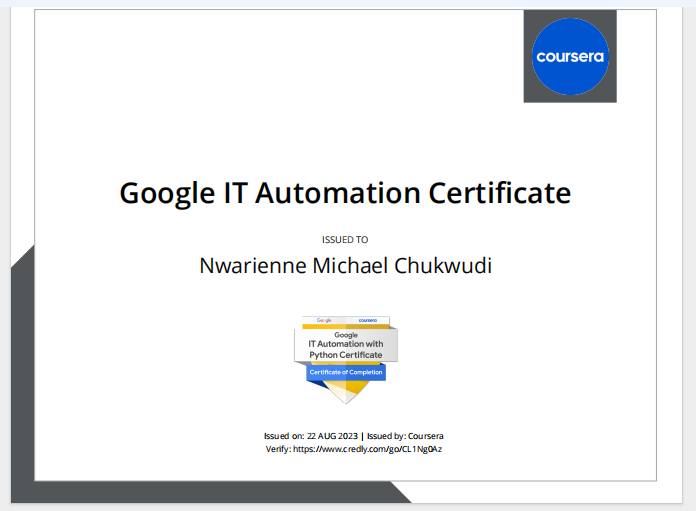 coursera
Google IT Automation Certificate
ISSUED TO
Nwarienne Michael Chukwudi
Google coursera
Google
IT Automation with
Python Certificate
Certificate of Completion
Issued on: 22 AUG 2023 | Issued by: Coursera
Verify: https://www.credly.com/go/CL1Ng0Az